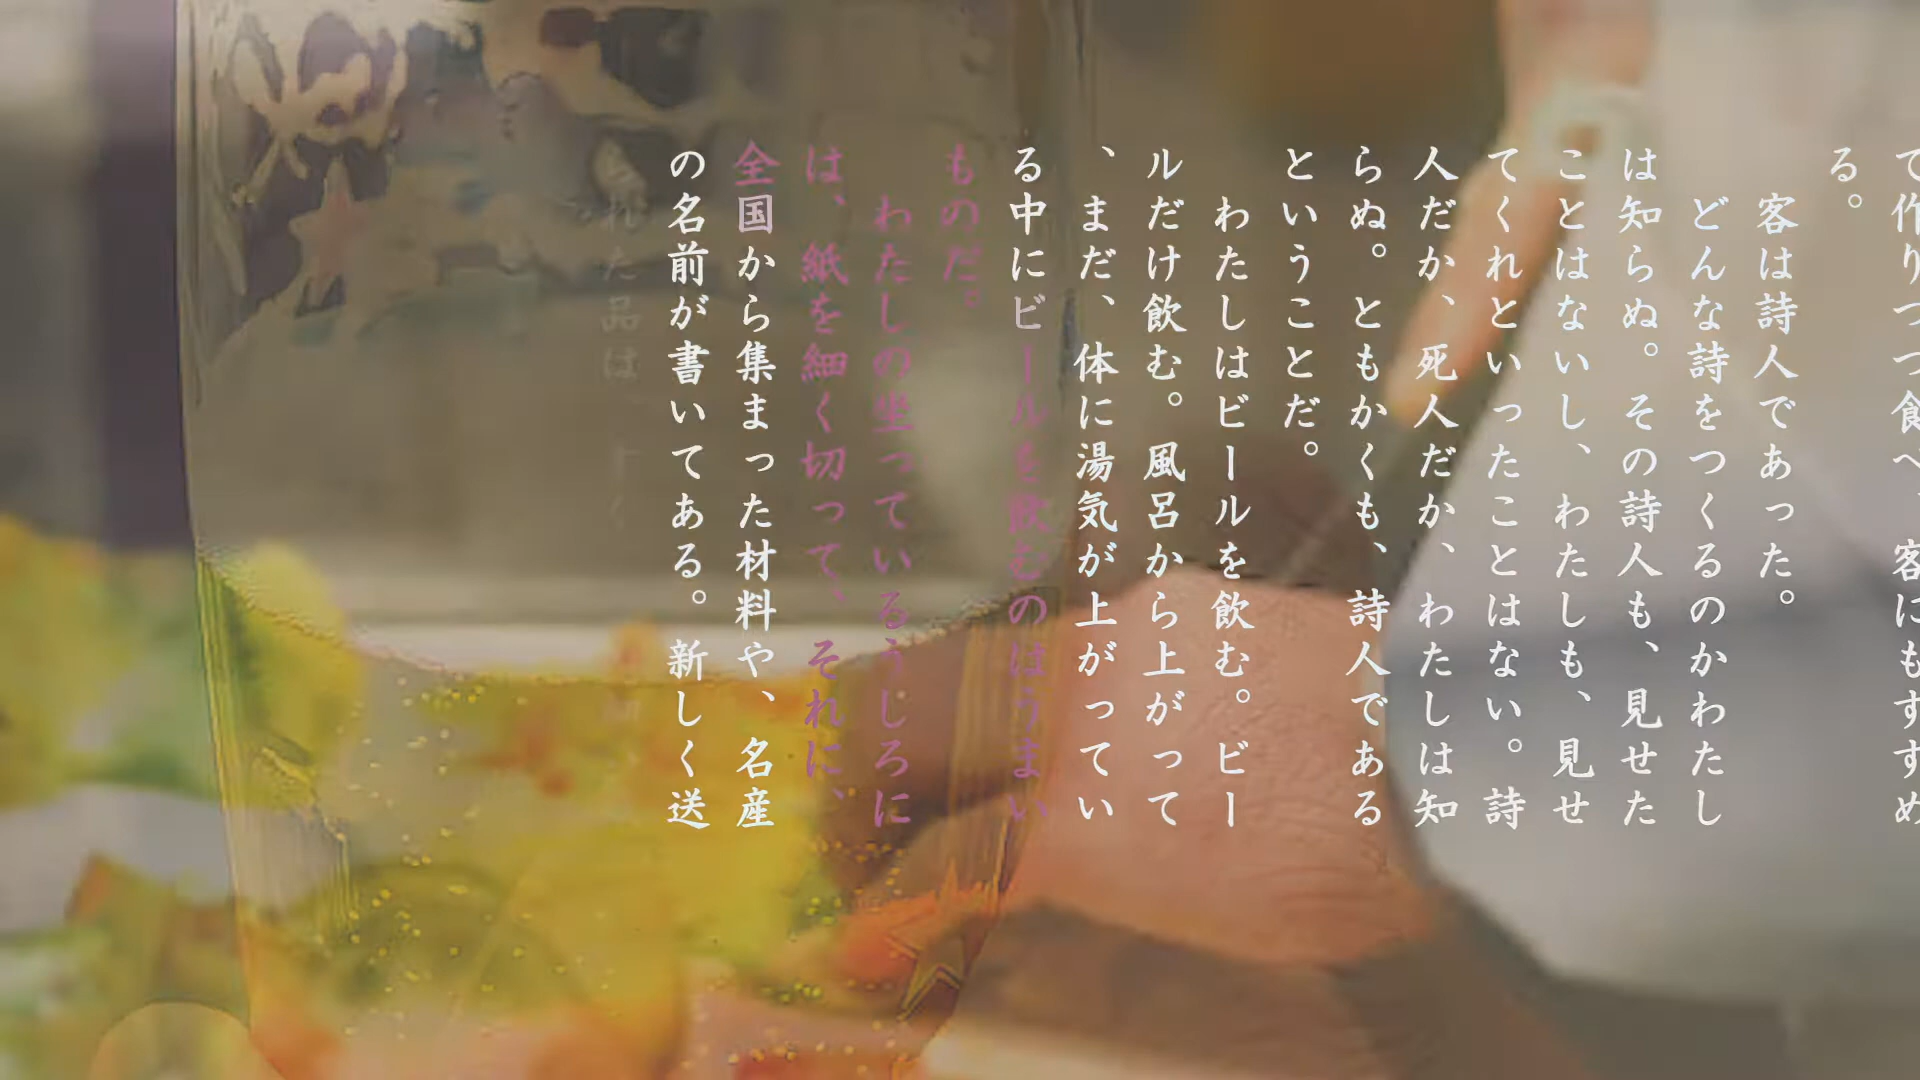 て作りつつ食べ、客にもすすめ
る。
客は詩人であった。
どんな詩をつくるのかわたし
は知らぬ。その詩人も、見せた
ことはないし、わたしも、見せ
てくれといったことはない。詩
人だか、死人だか、わたしは知
らぬ。ともかくも、詩人である
ということだ。
わたしはビールを飲む。ビー
ルだけ飲む。風呂から上がって
、まだ、体に湯気が上がってい
る中にビールを飲むのはうまい
ものだ。
わたしの坐っているうしろに
は、紙を細く切って、それに、
全国から集まった材料や、名産
の名前が書いてある。新しく送
れた品は、